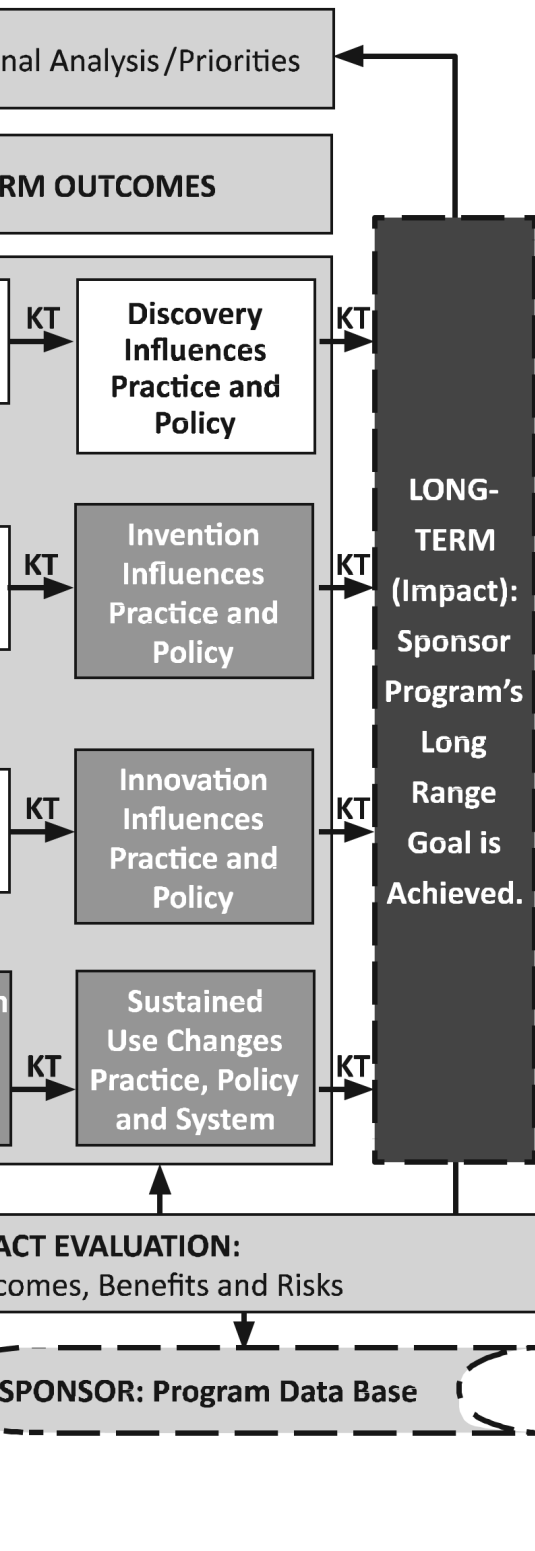 nal Analysis/Priorities
RM OUTCOMES
KT
Discovery
Influences
Practice and
Policy
KT
KT
Invention
Influences
Practice and
Policy
KT
KT
Innovation
Influences
Practice and
Policy
KT
n
KT
Sustained
Use Changes
Practice, Policy
and System
KT
LONG-
TERM
(Impact):
Sponsor
Program's
Long
Range
Goal is
Achieved.
ACT EVALUATION:
comes, Benefits and Risks
SPONSOR: Program Data Base